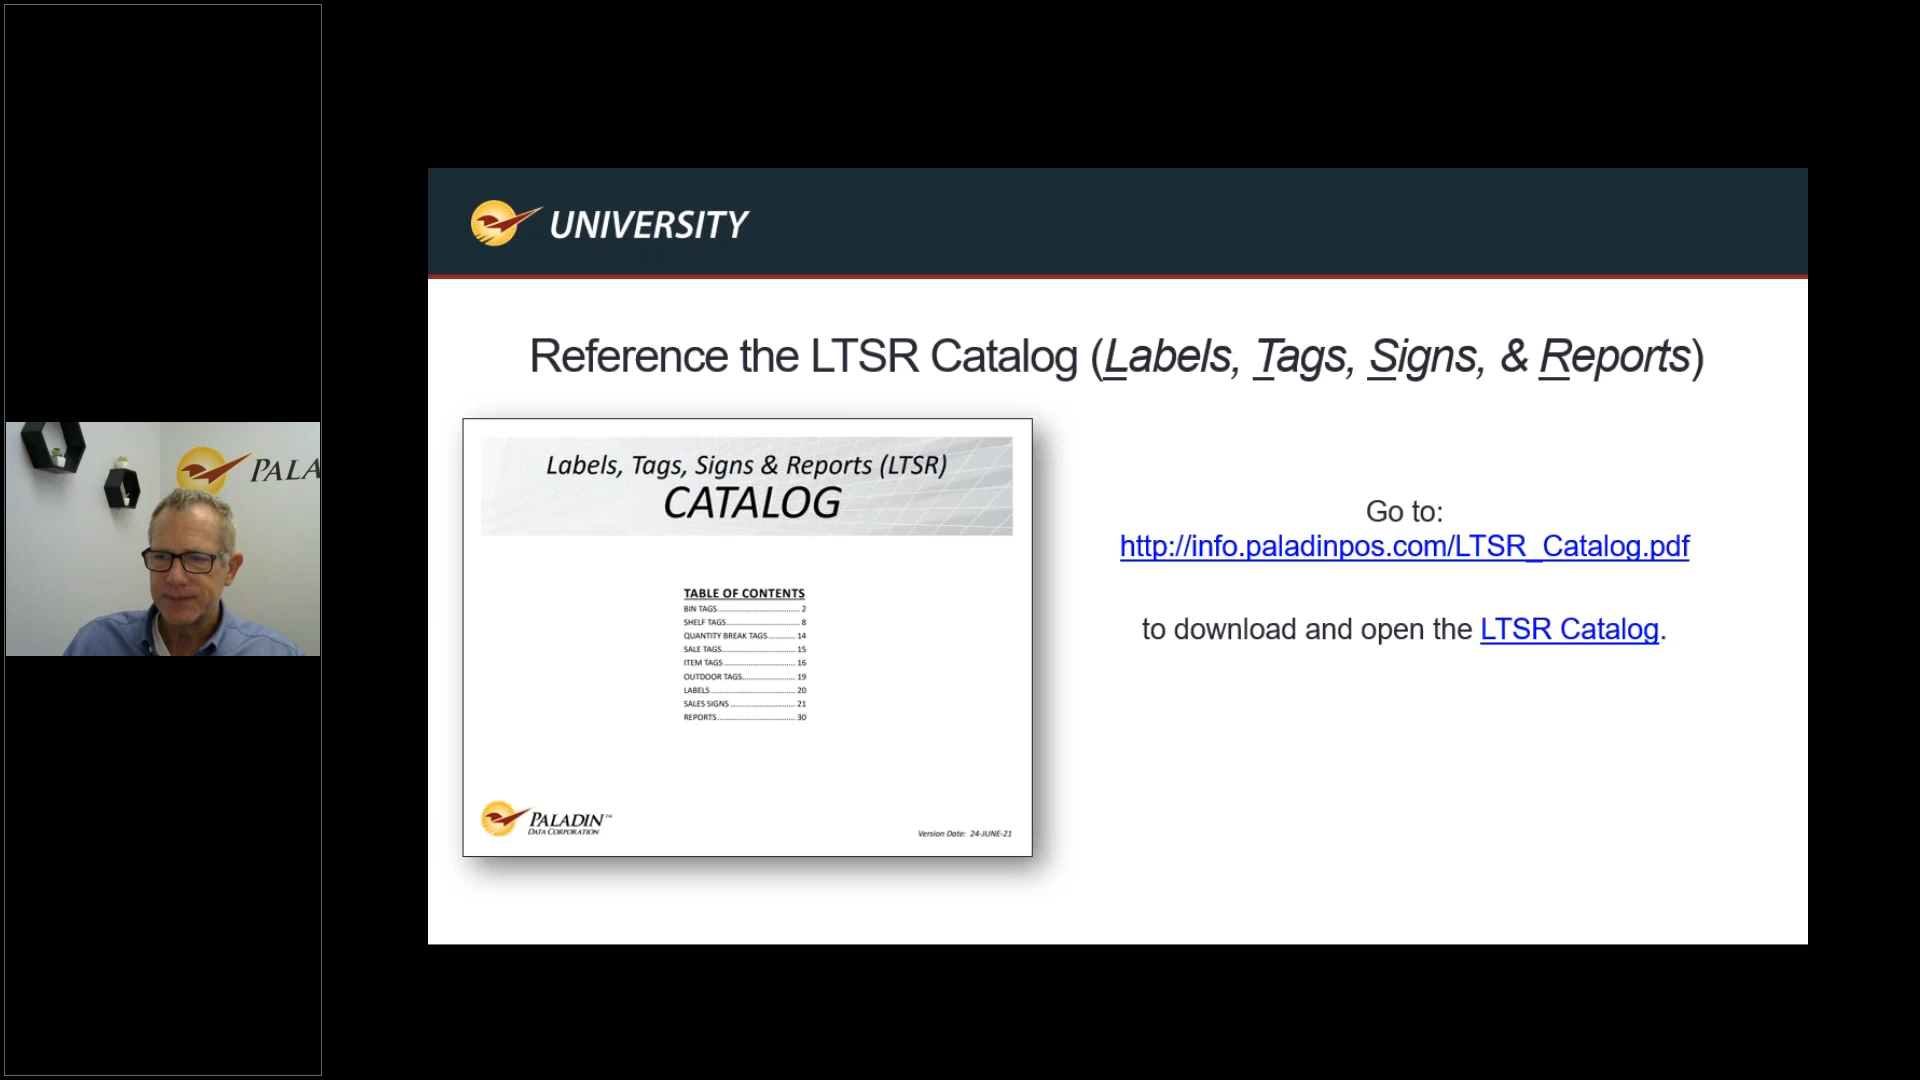 PALA
UNIVERSITY
Reference the LTSR Catalog (Labels, Tags, Signs, & Reports)
Labels, Tags, Signs & Reports (LTSR)
CATALOG
TABLE OF CONTENTS
BIN TAGS 2
SHELF TAGS 8
QUANTITY BREAK TAGS 14
SALE TAGS 15
ITEM TAGS 16
OUTDOOR TAGS 19
LABELS 20
SALES SIGNS 21
REPORTS 30
PALADIN™
DATA CORPORATION
Version Date: 24-JUNE-21
Go to:
http://info.paladinpos.com/LTSR_Catalog.pdf
to download and open the LTSR Catalog.